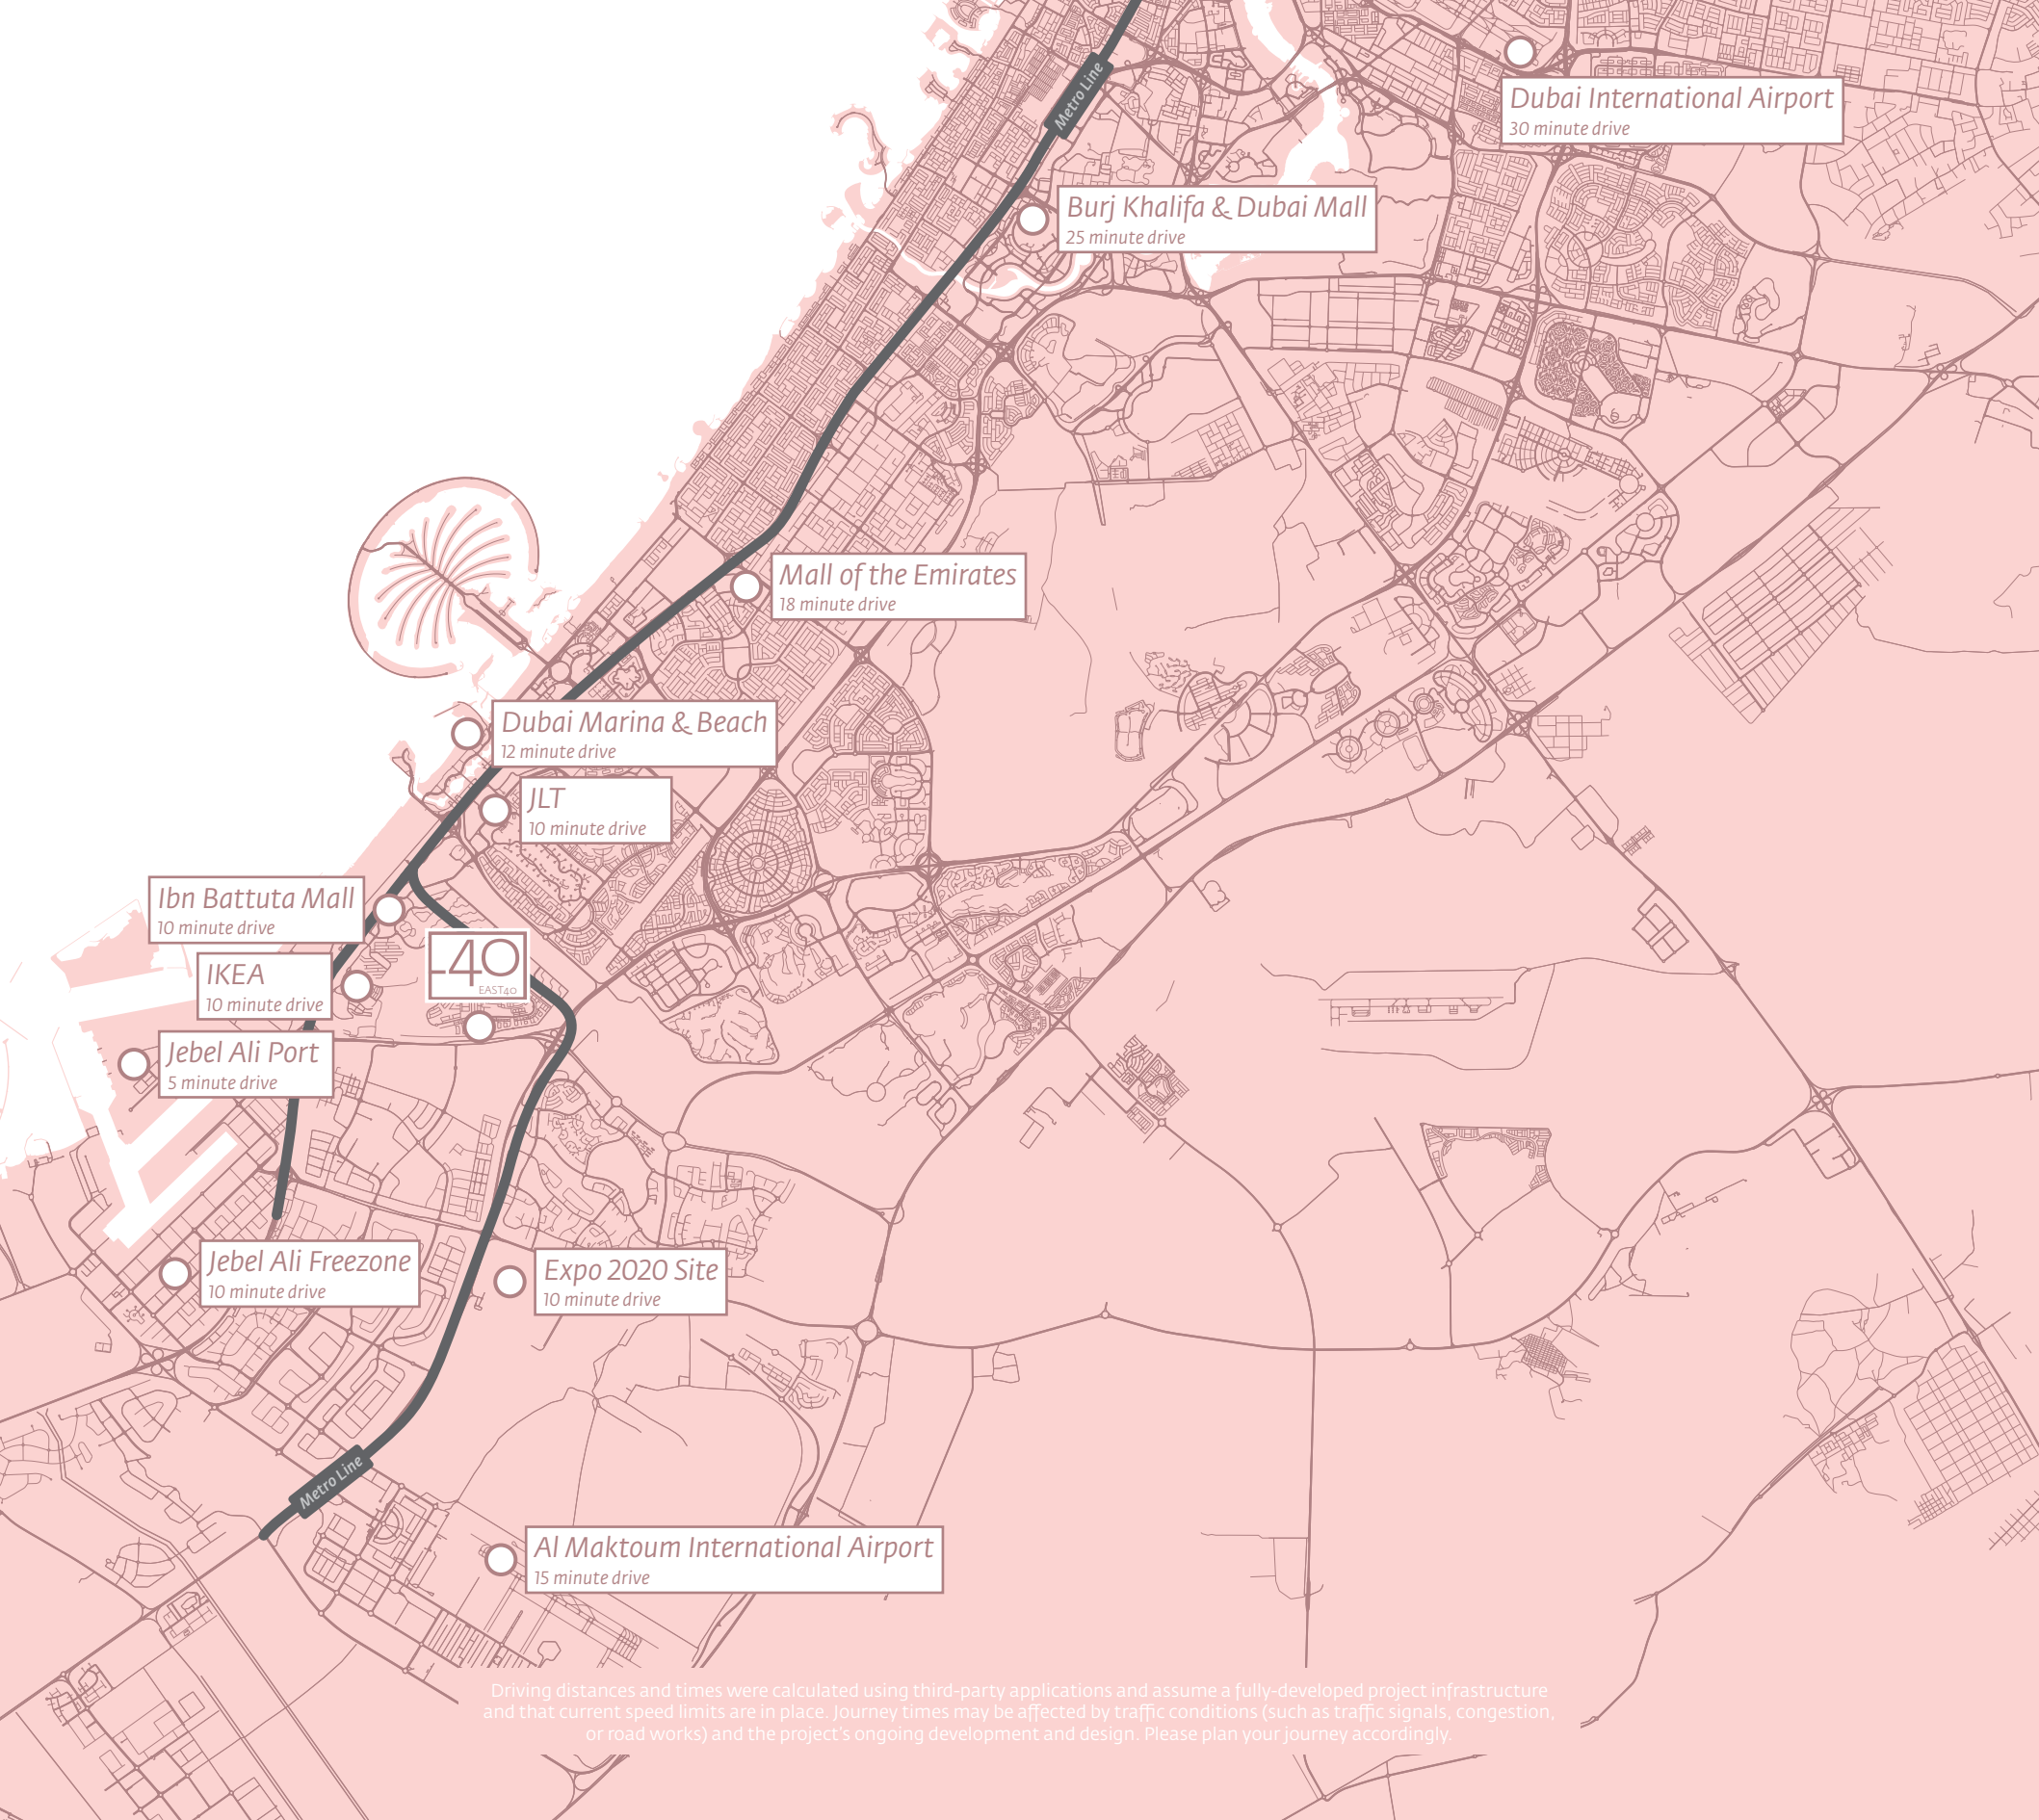 Metro Line
Dubai International Airport
30 minute drive
Burj Khalifa & Dubai Mall
25 minute drive
Mall of the Emirates
18 minute drive
Dubai Marina & Beach
12 minute drive
JLT
10 minute drive
Ibn Battuta Mall
10 minute drive
40
EAST40
IKEA
10 minute drive
Jebel Ali Port
5 minute drive
Jebel Ali Freezone
10 minute drive
Expo 2020 Site
10 minute drive
Metro Line
Al Maktoum International Airport
15 minute drive
Driving distances and times were calculated using third-party applications and assume a fully-developed project infrastructure
and that current speed limits are in place. Journey times may be affected by traffic conditions (such as traffic signals, congestion,
or road works) and the project's ongoing development and design. Please plan your journey accordingly.